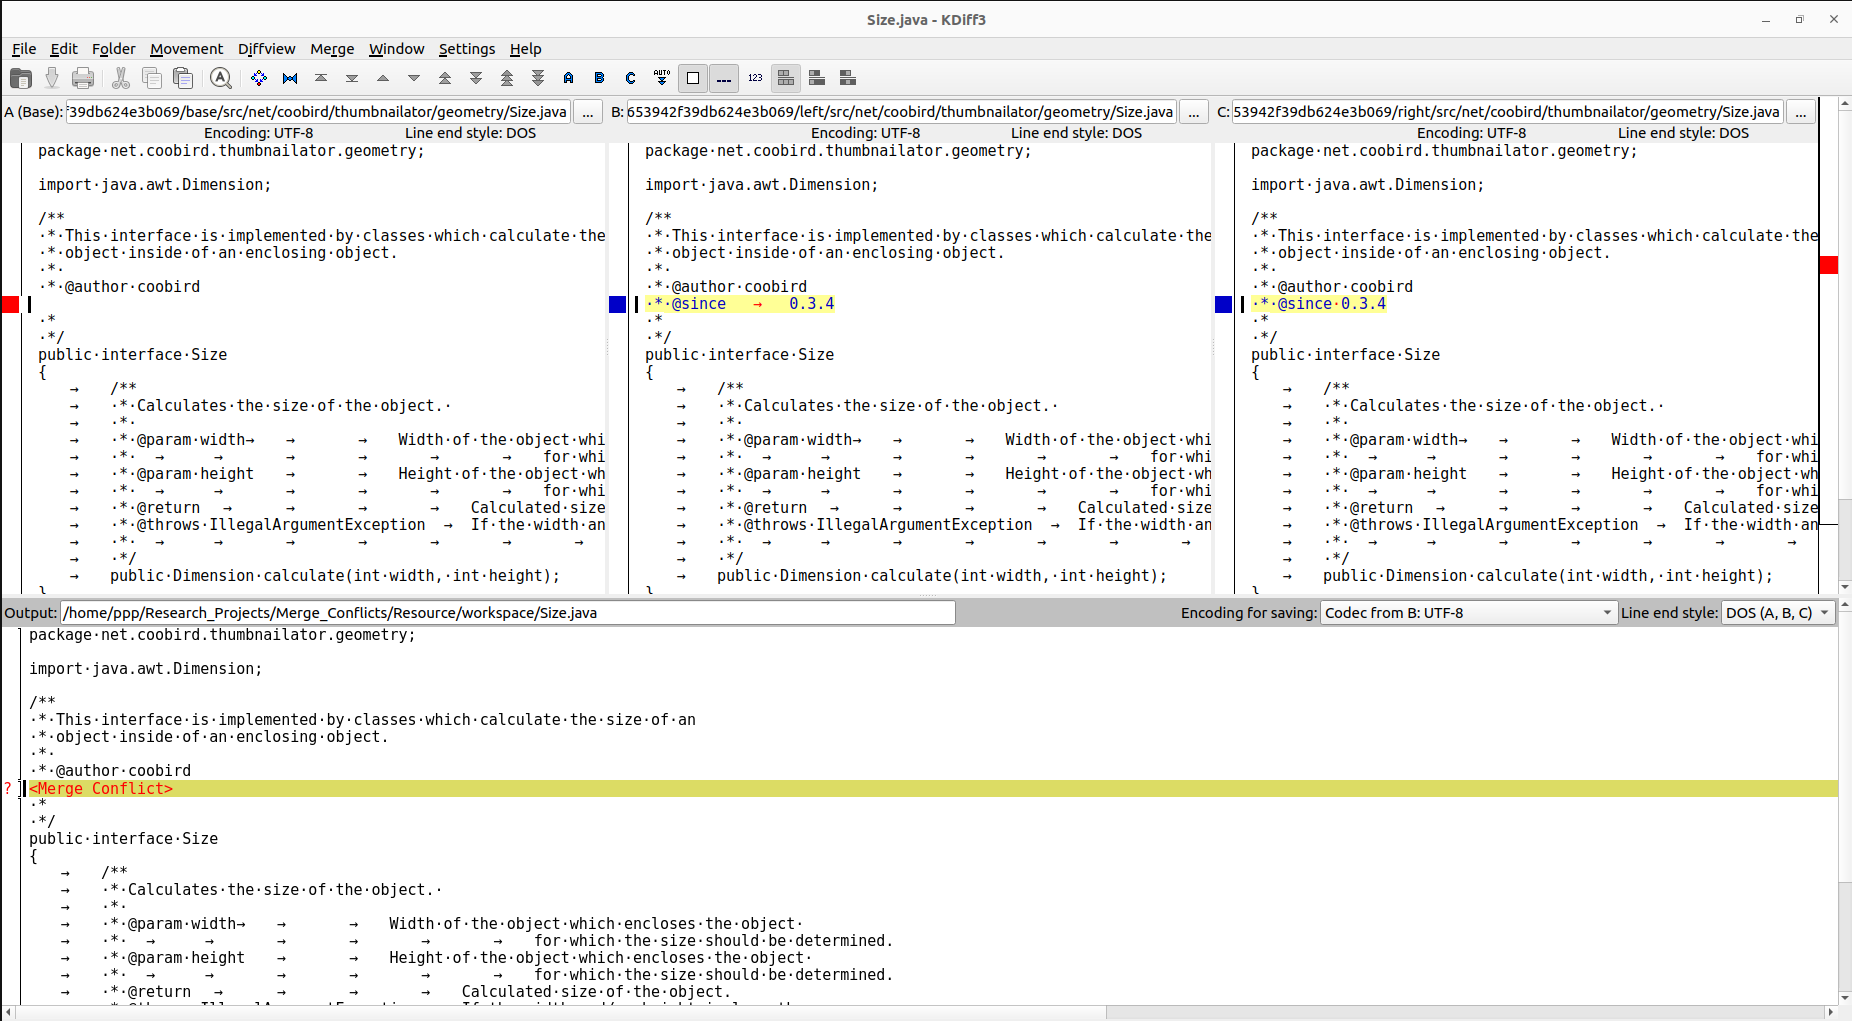 Size.java - KDiff3
File Edit Folder Movement Diffview Merge Window Settings Help
A B C AUTO 123
A (Base): '39db624e3b069/base/src/net/coobird/thumbnailator/geometry/Size.java ...
Encoding: UTF-8 Line end style: DOS
package·net.coobird.thumbnailator.geometry;
import·java.awt.Dimension;
/**
·*·This·interface·is·implemented·by·classes·which·calculate·the
·*·object·inside·of·an·enclosing·object.
·*·
·*·@author·coobird
·*
·*/
public·interface·Size
{
→ /**
→ ·*·Calculates·the·size·of·the·object.·
→ ·*·
→ ·*·@param·width→ → → Width·of·the·object·whi
→ ·*· → → → → → → for·whi
→ ·*·@param·height → → Height·of·the·object·wh
→ ·*· → → → → → → for·whi
→ ·*·@return → → → Calculated·size
→ ·*·@throws·IllegalArgumentException → If·the·width·an
→ ·*· → → → → → → →
→ ·*/
→ public·Dimension·calculate(int·width,·int·height);
}
B: 653942f39db624e3b069/left/src/net/coobird/thumbnailator/geometry/Size.java ...
Encoding: UTF-8 Line end style: DOS
package·net.coobird.thumbnailator.geometry;
import·java.awt.Dimension;
/**
·*·This·interface·is·implemented·by·classes·which·calculate·the
·*·object·inside·of·an·enclosing·object.
·*·
·*·@author·coobird
·*·@since → 0.3.4
·*
·*/
public·interface·Size
{
→ /**
→ ·*·Calculates·the·size·of·the·object.·
→ ·*·
→ ·*·@param·width→ → → Width·of·the·object·whi
→ ·*· → → → → → → for·whi
→ ·*·@param·height → → Height·of·the·object·wh
→ ·*· → → → → → → for·whi
→ ·*·@return → → → Calculated·size
→ ·*·@throws·IllegalArgumentException → If·the·width·an
→ ·*· → → → → → → →
→ ·*/
→ public·Dimension·calculate(int·width,·int·height);
}
C: 53942f39db624e3b069/right/src/net/coobird/thumbnailator/geometry/Size.java ...
Encoding: UTF-8 Line end style: DOS
package·net.coobird.thumbnailator.geometry;
import·java.awt.Dimension;
/**
·*·This·interface·is·implemented·by·classes·which·calculate·the
·*·object·inside·of·an·enclosing·object.
·*·
·*·@author·coobird
·*·@since·0.3.4
·*
·*/
public·interface·Size
{
→ /**
→ ·*·Calculates·the·size·of·the·object.·
→ ·*·
→ ·*·@param·width→ → → Width·of·the·object·whi
→ ·*· → → → → → → for·whi
→ ·*·@param·height → → Height·of·the·object·wh
→ ·*· → → → → → → for·whi
→ ·*·@return → → → Calculated·size
→ ·*·@throws·IllegalArgumentException → If·the·width·an
→ ·*· → → → → → → →
→ ·*/
→ public·Dimension·calculate(int·width,·int·height);
}
Output: /home/ppp/Research_Projects/Merge_Conflicts/Resource/workspace/Size.java Encoding for saving: Codec from B: UTF-8 Line end style: DOS (A, B, C)
package·net.coobird.thumbnailator.geometry;
import·java.awt.Dimension;
/**
·*·This·interface·is·implemented·by·classes·which·calculate·the·size·of·an
·*·object·inside·of·an·enclosing·object.
·*·
·*·@author·coobird
? <Merge Conflict>
·*
·*/
public·interface·Size
{
→ /**
→ ·*·Calculates·the·size·of·the·object.·
→ ·*·
→ ·*·@param·width→ → → Width·of·the·object·which·encloses·the·object·
→ ·*· → → → → → → for·which·the·size·should·be·determined.
→ ·*·@param·height → → Height·of·the·object·which·encloses·the·object·
→ ·*· → → → → → → for·which·the·size·should·be·determined.
→ ·*·@return → → → Calculated·size·of·the·object.